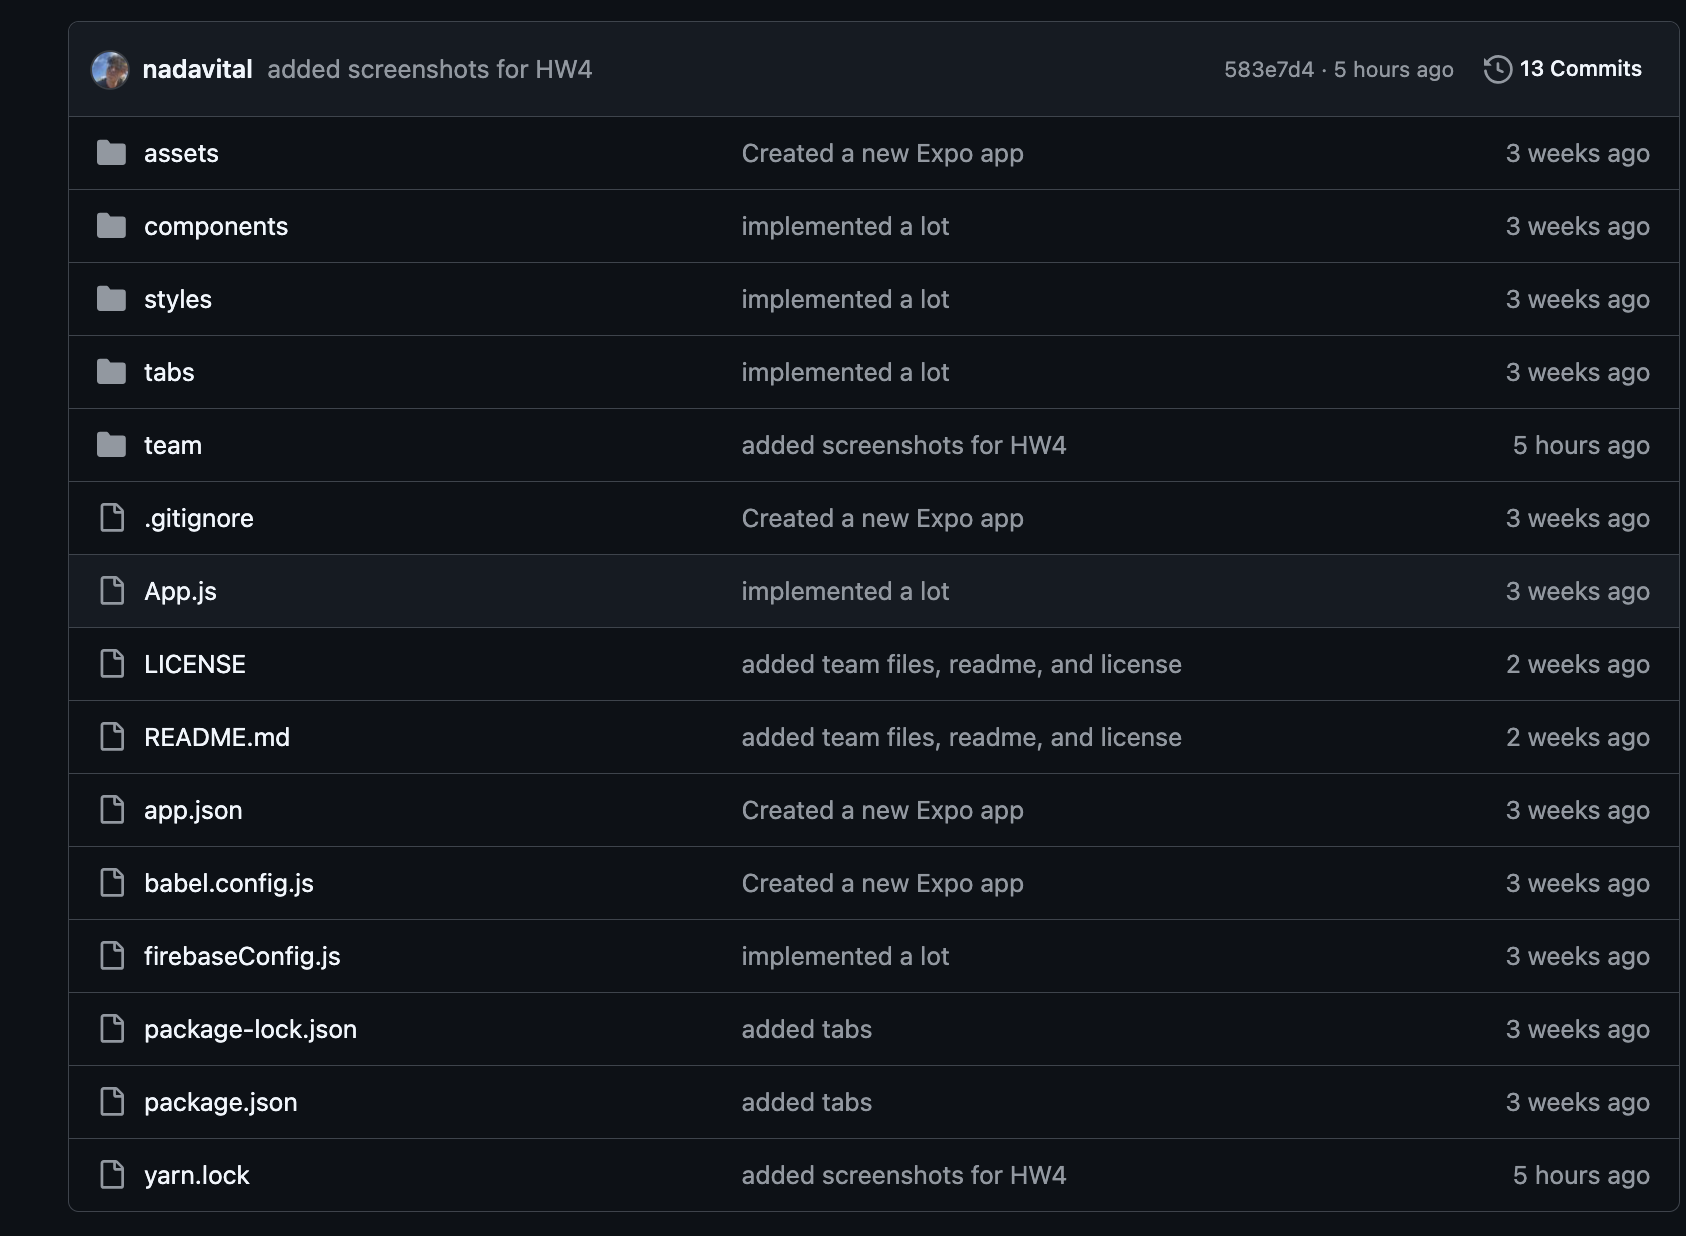 nadavital added screenshots for HW4 583e7d4 · 5 hours ago 13 Commits
assets Created a new Expo app 3 weeks ago
components implemented a lot 3 weeks ago
styles implemented a lot 3 weeks ago
tabs implemented a lot 3 weeks ago
team added screenshots for HW4 5 hours ago
.gitignore Created a new Expo app 3 weeks ago
App.js implemented a lot 3 weeks ago
LICENSE added team files, readme, and license 2 weeks ago
README.md added team files, readme, and license 2 weeks ago
app.json Created a new Expo app 3 weeks ago
babel.config.js Created a new Expo app 3 weeks ago
firebaseConfig.js implemented a lot 3 weeks ago
package-lock.json added tabs 3 weeks ago
package.json added tabs 3 weeks ago
yarn.lock added screenshots for HW4 5 hours ago